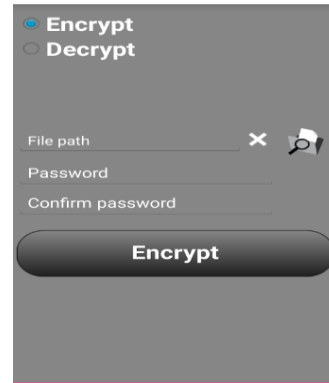 Encrypt
Decrypt
File path
Password
Confirm password
Encrypt